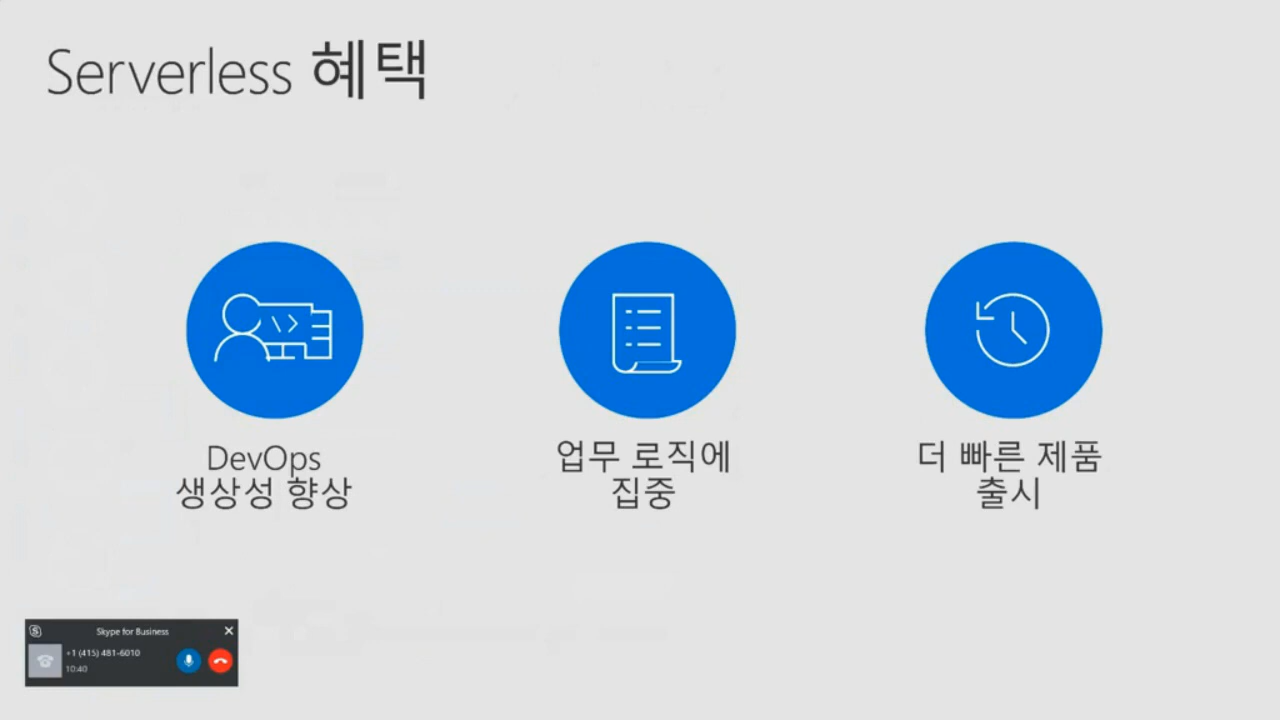 Serverless 혜택
DevOps
생상성 향상
업무 로직에
집중
더 빠른 제품
출시
Skype for Business
+1 (415) 481-6010
10:40